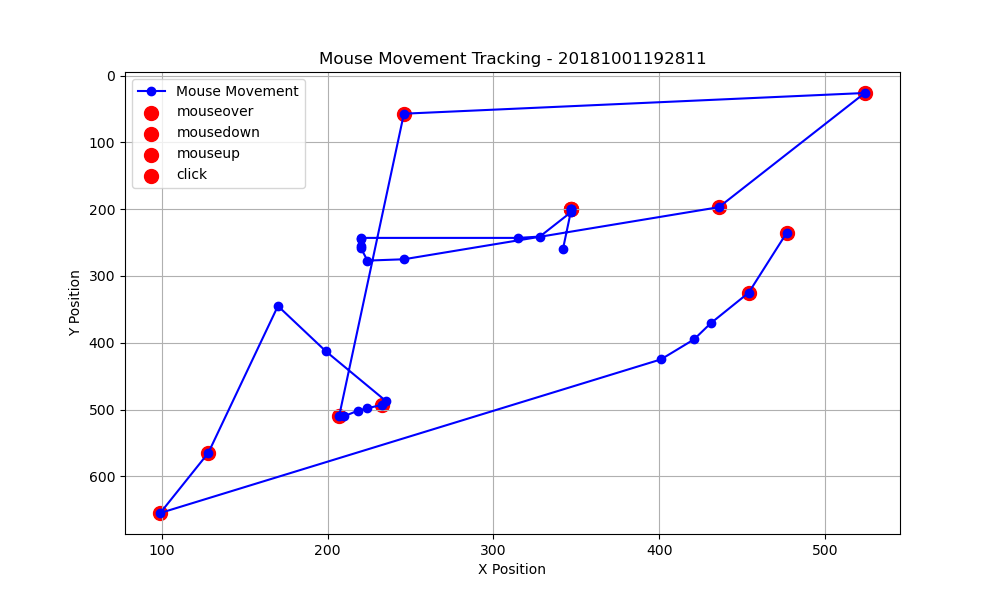 Mouse Movement Tracking - 20181001192811
Mouse Movement
mouseover
mousedown
mouseup
click
0
100
200
300
400
500
600
Y Position
100 200 300 400 500
X Position